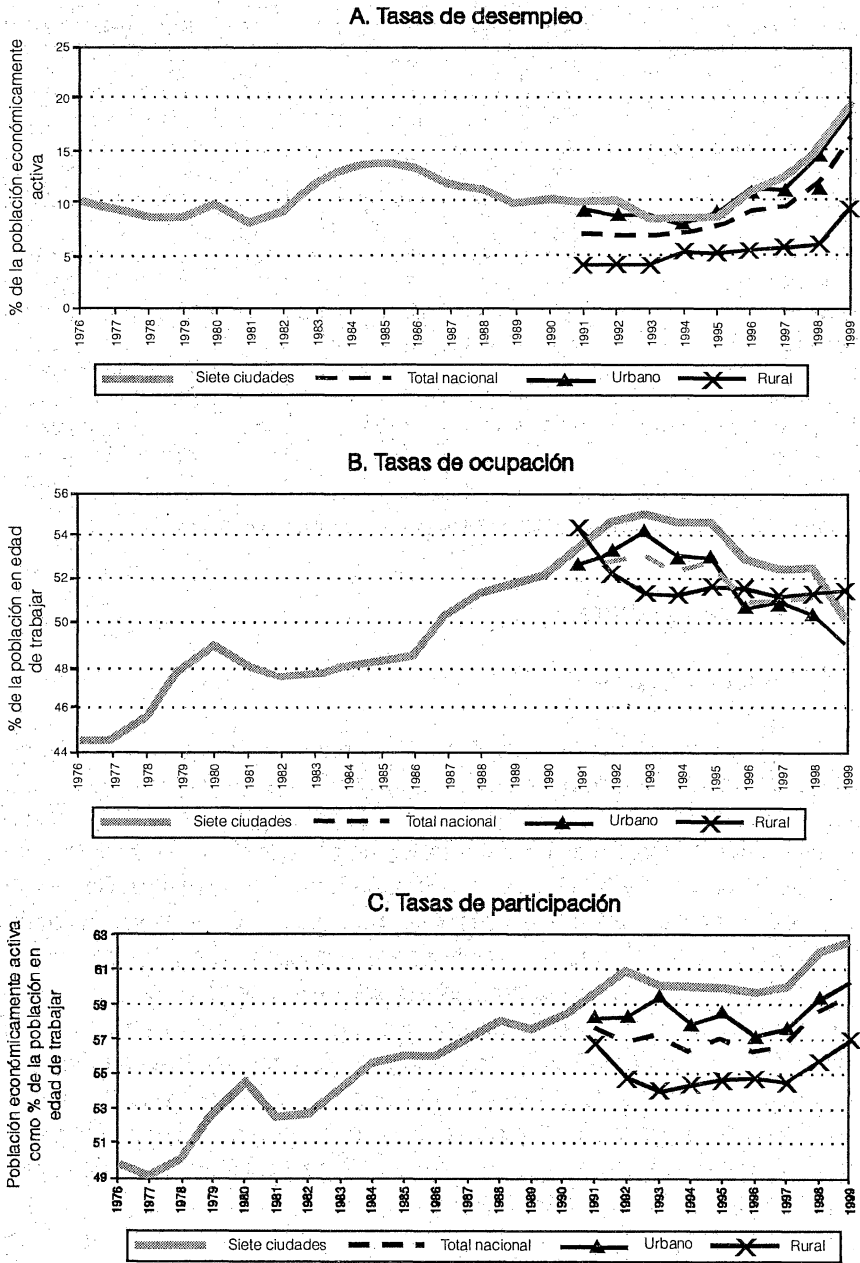 A. Tasas de desempleo
% de la población económicamente
activa
25
20
15
10
5
0
1976 1977 1978 1979 1980 1981 1982 1983 1984 1985 1986 1987 1988 1989 1990 1991 1992 1993 1994 1995 1996 1997 1998 1999
Siete ciudades Total nacional Urbano Rural
B. Tasas de ocupación
% de la población en edad
de trabajar
56
54
52
50
48
46
44
1976 1977 1978 1979 1980 1981 1982 1983 1984 1985 1986 1987 1988 1989 1990 1991 1992 1993 1994 1995 1996 1997 1998 1999
Siete ciudades Total nacional Urbano Rural
C. Tasas de participación
Población económicamente activa
como % de la población en
edad de trabajar
63
61
59
57
55
53
51
49
1976 1977 1978 1979 1980 1981 1982 1983 1984 1985 1986 1987 1988 1989 1990 1991 1992 1993 1994 1995 1996 1997 1998 1999
Siete ciudades Total nacional Urbano Rural